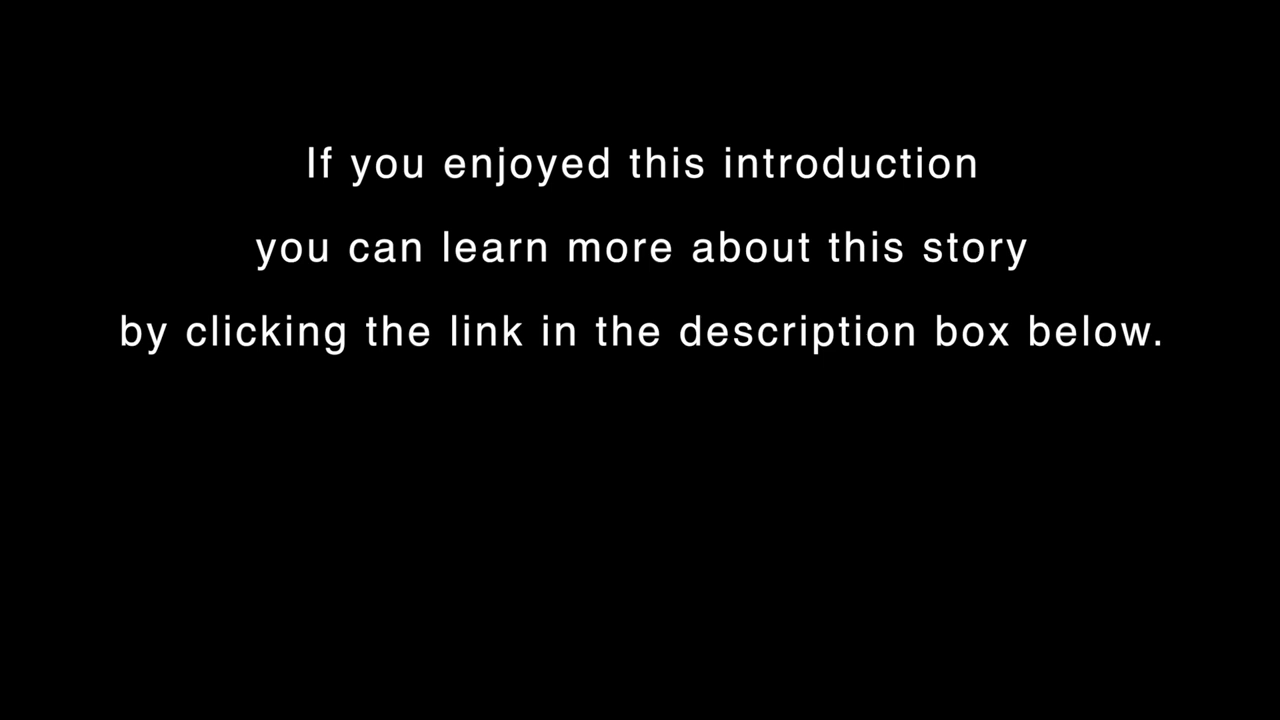 If you enjoyed this introduction
you can learn more about this story
by clicking the link in the description box below.